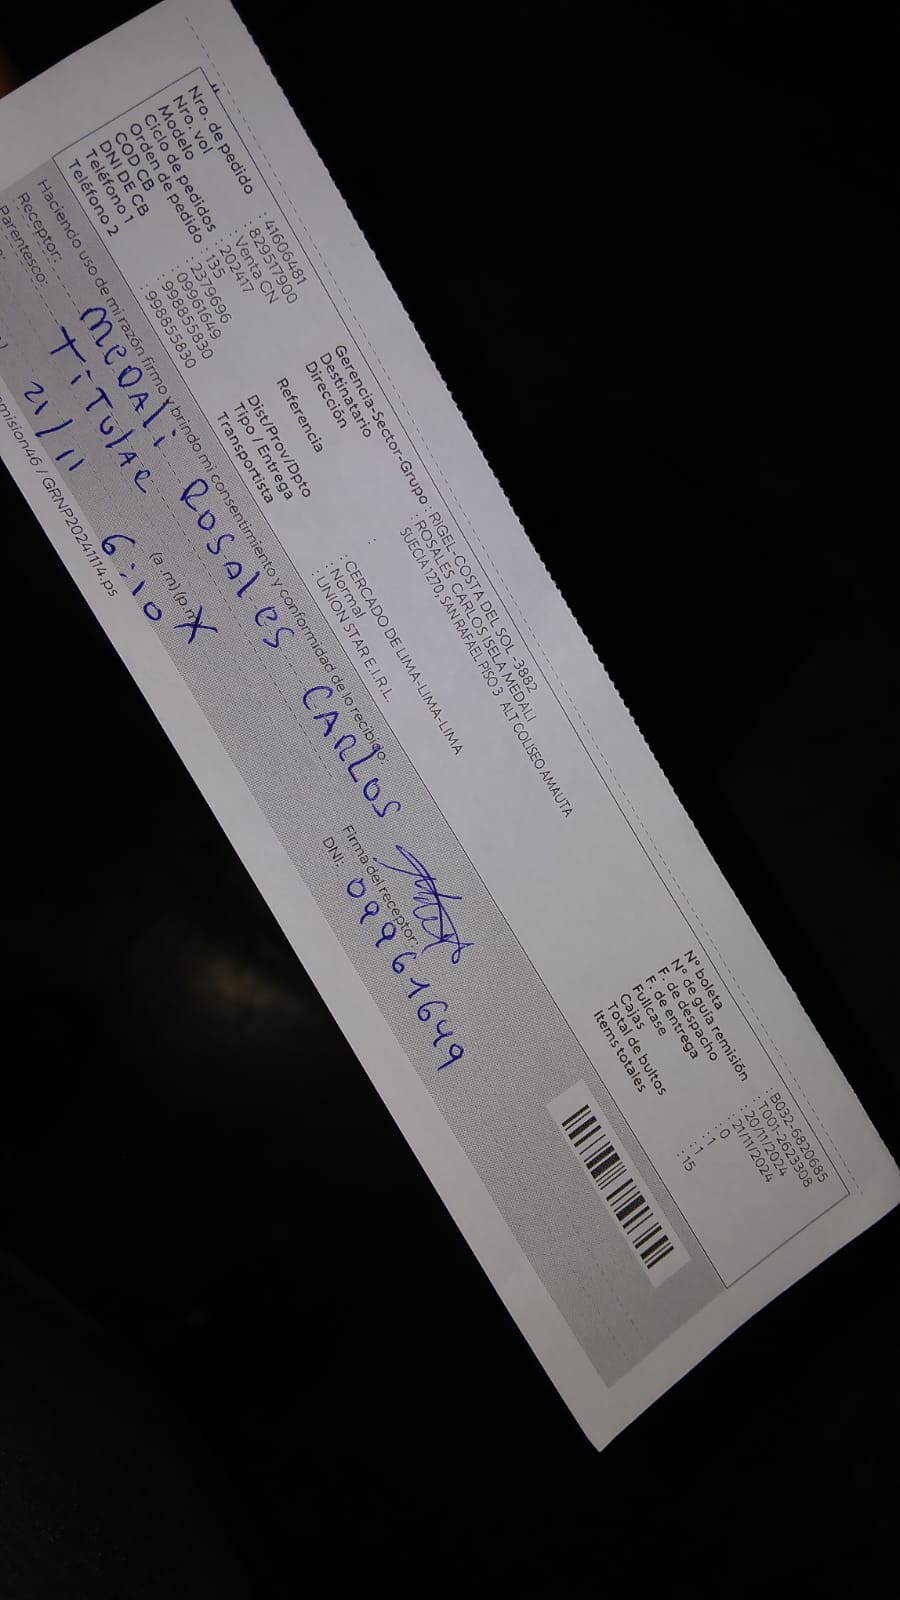 Nro. de pedido : 41606481
Nro. vol : 829517900
Modelo : Venta CN
Ciclo de pedidos : 202417
Orden de pedido : 135
COD CB : 2379696
DNI DE CB : 09961649
Teléfono 1 : 998855830
Teléfono 2 : 998855830
Gerencia-Sector-Grupo : RIGEL-COSTA DEL SOL -3882
Destinatario : ROSALES CARLOS ISELA MEDALI
Dirección : SUECIA 1270, SAN RAFAEL PISO 3 ALT COLISEO AMAUTA
Referencia :
Dist/Prov/Dpto : CERCADO DE LIMA-LIMA-LIMA
Tipo / Entrega : Normal
Transportista : UNION STAR E.I.R.L.
N° boleta : B032-6820685
N° de guía remisión : T001-2623308
F. de despacho : 20/11/2024
F. de entrega : 21/11/2024
Fullcase : 0
Cajas : 1
Total de bultos : 1
Items totales : 15
Haciendo uso de mi razón firmo y brindo mi consentimiento y conformidad de lo recibido:
Receptor: MEDALi ROSALES CARLOS
Parentesco: TiTULAR
21/11 6:10 (a.m) (p.m) X
Firma del receptor:
DNI: 09961649
emision46 / GRNP20241114.ps